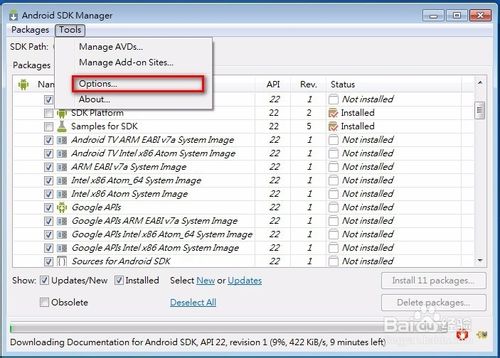 Android SDK Manager
Packages Tools
SDK Path:
Manage AVDs...
Manage Add-on Sites...
Packages
Options...
About...
API Rev. Status
22 1 Not installed
SDK Platform 22 2 Installed
Samples for SDK 22 5 Installed
Android TV ARM EABI v7a System Image 22 1 Not installed
Android TV Intel x86 Atom System Image 22 1 Not installed
ARM EABI v7a System Image 22 1 Not installed
Intel x86 Atom_64 System Image 22 1 Not installed
Intel x86 Atom System Image 22 1 Not installed
Google APIs 22 1 Not installed
Google APIs ARM EABI v7a System Image 22 1 Not installed
Google APIs Intel x86 Atom_64 System Image 22 1 Not installed
Google APIs Intel x86 Atom System Image 22 1 Not installed
Sources for Android SDK 22 1 Not installed
Show: Updates/New Installed Select New or Updates Install 11 packages...
Obsolete Deselect All Delete packages...
Baidu 经验
Downloading Documentation for Android SDK, API 22, revision 1 (9%, 422 KiB/s, 9 minutes left)